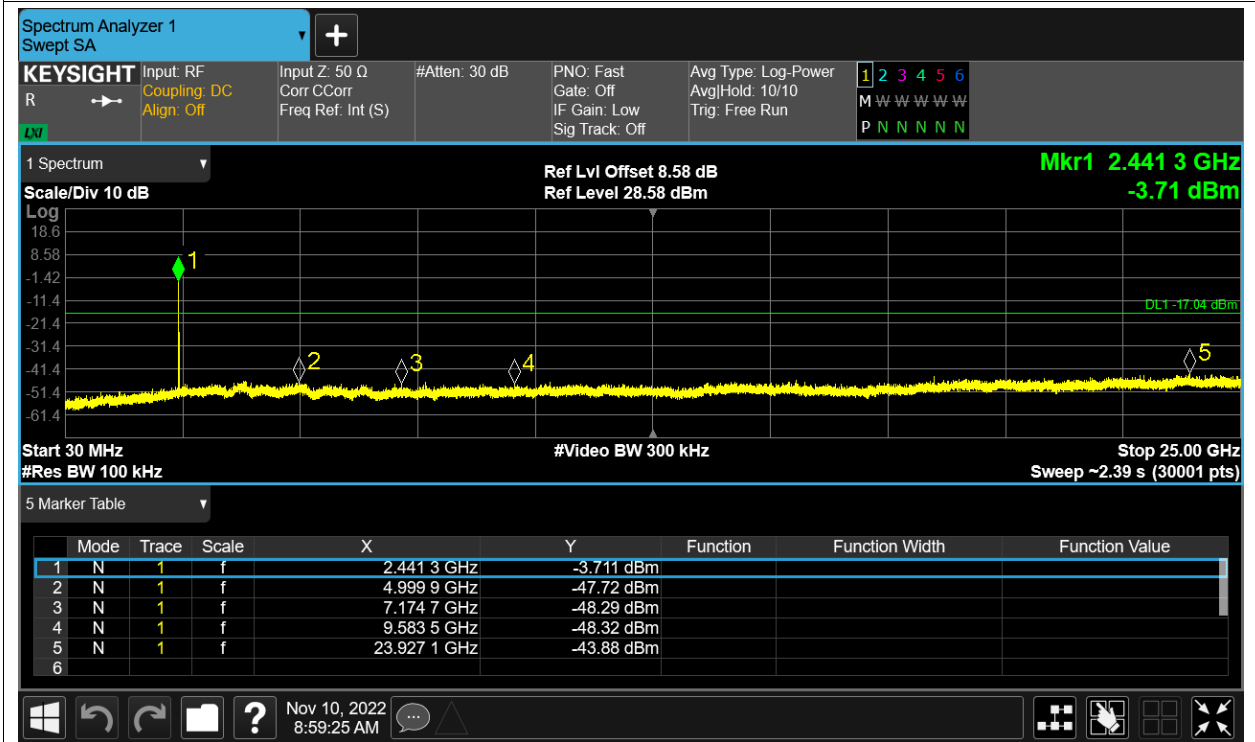 Spectrum Analyzer 1
Swept SA
KEYSIGHT
R
LXI
Input: RF
Coupling: DC
Align: Off
Input Z: 50 Ω
Corr CCorr
Freq Ref: Int (S)
#Atten: 30 dB
PNO: Fast
Gate: Off
IF Gain: Low
Sig Track: Off
Avg Type: Log-Power
Avg|Hold: 10/10
Trig: Free Run
1 2 3 4 5 6
M W W W W W
P N N N N N
1 Spectrum
Scale/Div 10 dB
Ref Lvl Offset 8.58 dB
Ref Level 28.58 dBm
Mkr1 2.441 3 GHz
-3.71 dBm
Log
18.6
8.58
-1.42
-11.4
-21.4
-31.4
-41.4
-51.4
-61.4
1
2
3
4
5
DL1 -17.04 dBm
Start 30 MHz
#Res BW 100 kHz
#Video BW 300 kHz
Stop 25.00 GHz
Sweep ~2.39 s (30001 pts)
5 Marker Table
Mode Trace Scale X Y Function Function Width Function Value
1 N 1 f 2.441 3 GHz -3.711 dBm
2 N 1 f 4.999 9 GHz -47.72 dBm
3 N 1 f 7.174 7 GHz -48.29 dBm
4 N 1 f 9.583 5 GHz -48.32 dBm
5 N 1 f 23.927 1 GHz -43.88 dBm
6
?
Nov 10, 2022
8:59:25 AM